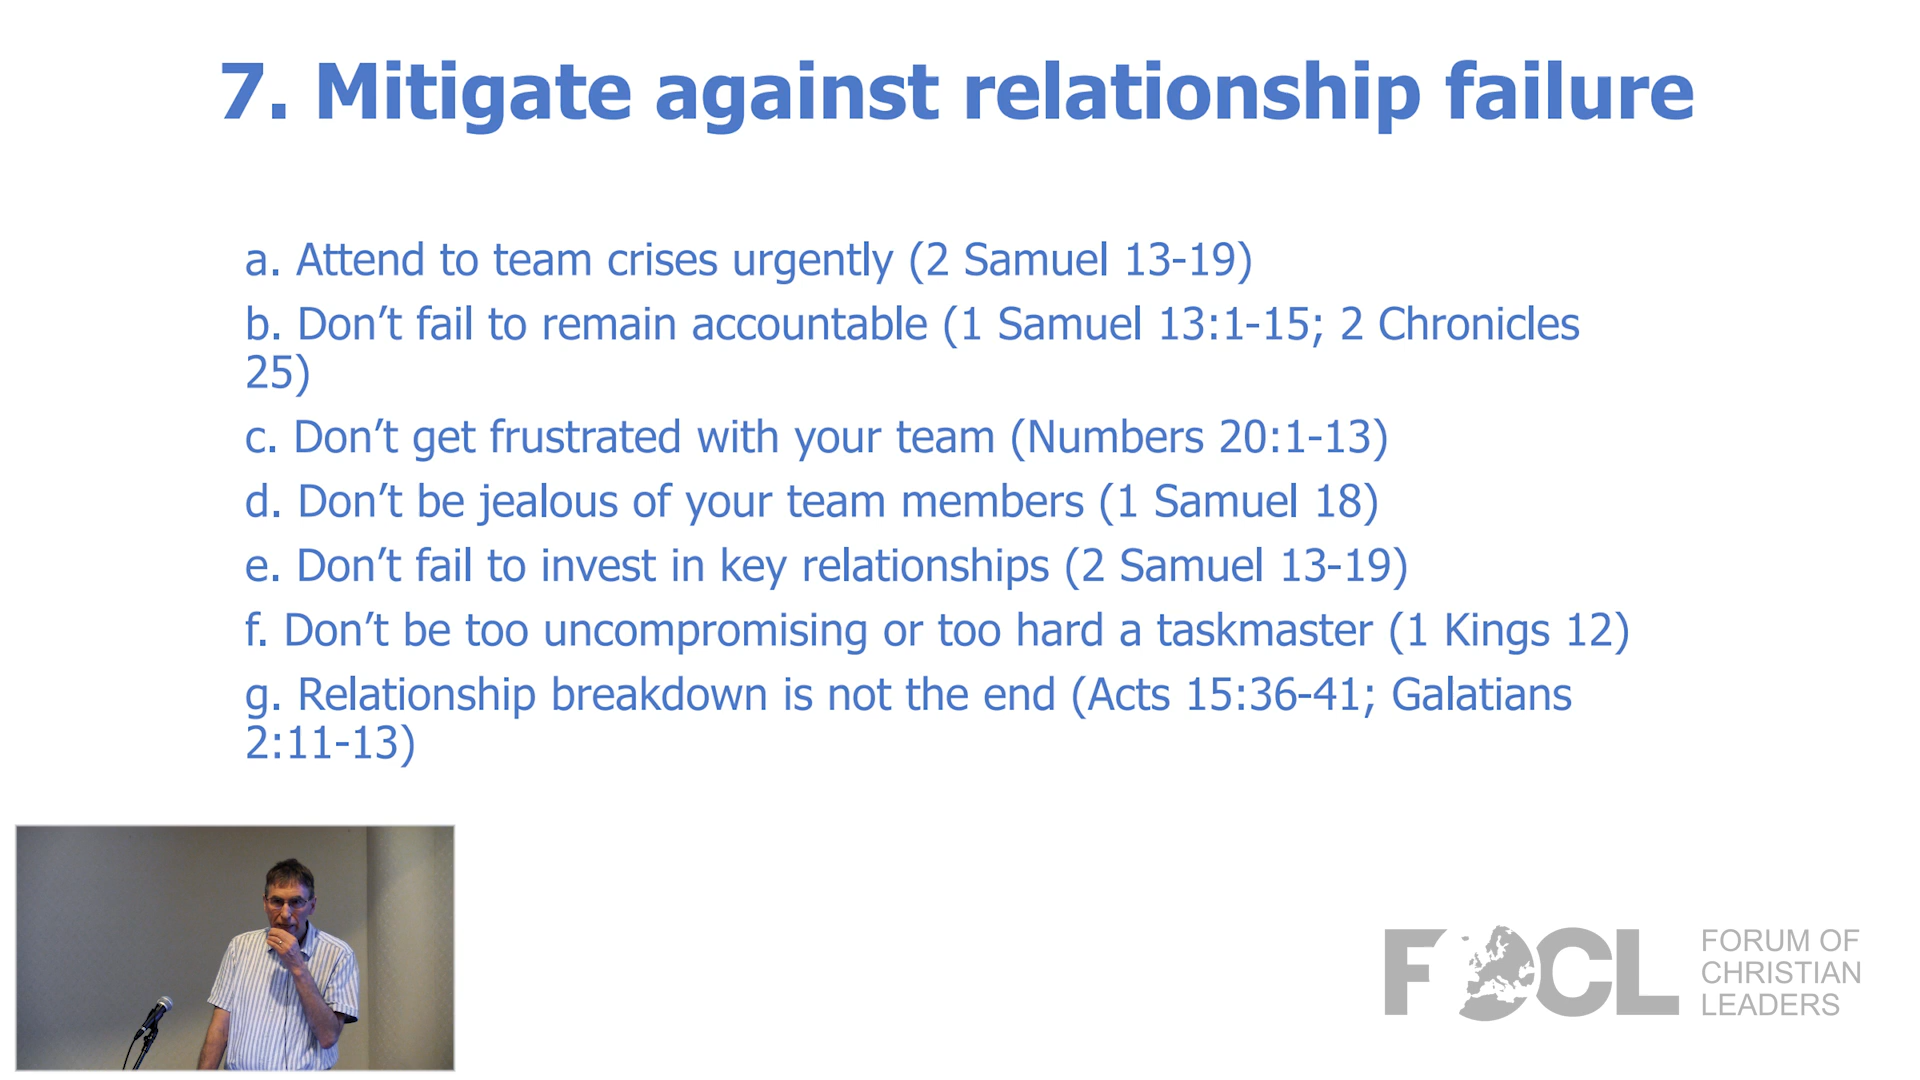 7. Mitigate against relationship failure
a. Attend to team crises urgently (2 Samuel 13-19)
b. Don’t fail to remain accountable (1 Samuel 13:1-15; 2 Chronicles
25)
c. Don’t get frustrated with your team (Numbers 20:1-13)
d. Don’t be jealous of your team members (1 Samuel 18)
e. Don’t fail to invest in key relationships (2 Samuel 13-19)
f. Don’t be too uncompromising or too hard a taskmaster (1 Kings 12)
g. Relationship breakdown is not the end (Acts 15:36-41; Galatians
2:11-13)
FOCL
FORUM OF
CHRISTIAN
LEADERS